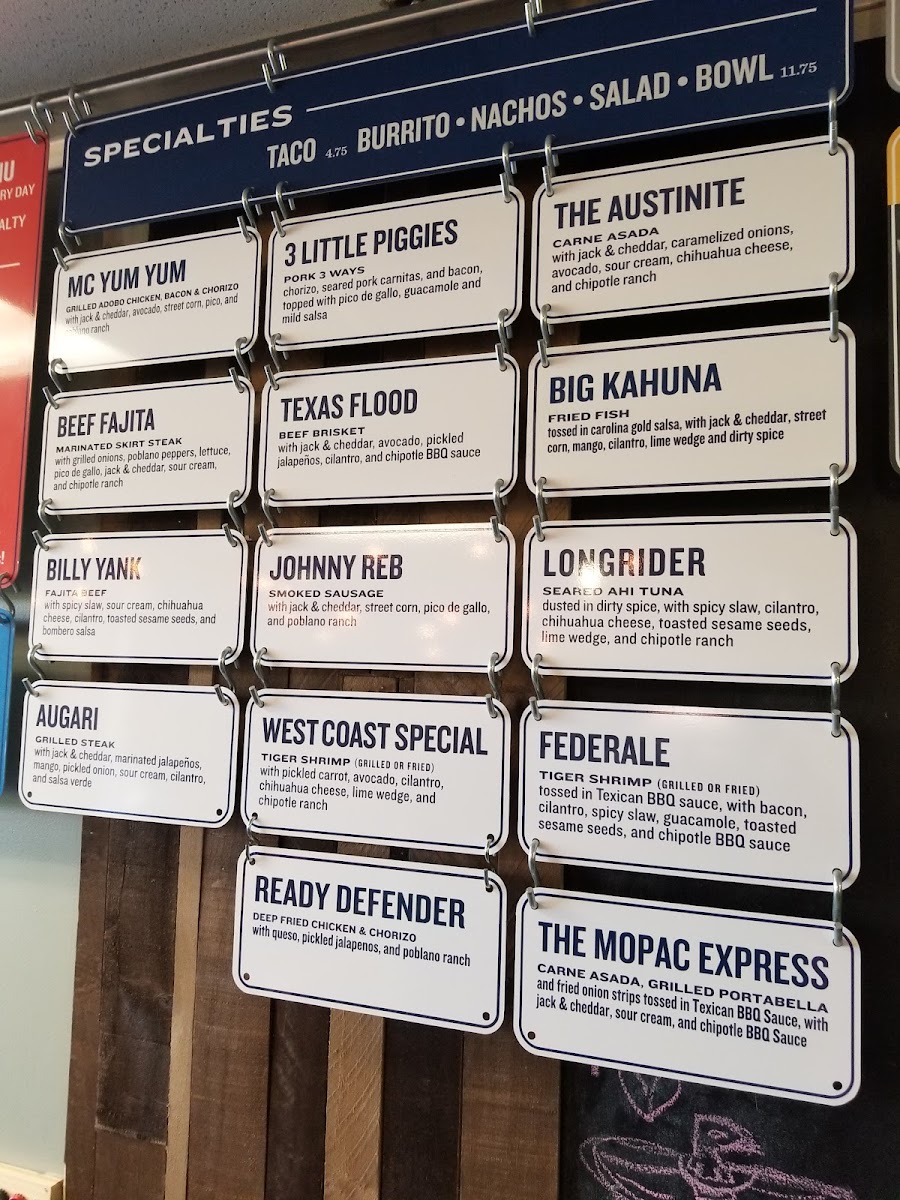 SPECIALTIES
TACO 4.75 BURRITO • NACHOS • SALAD • BOWL 11.75
MC YUM YUM
GRILLED ADOBO CHICKEN, BACON & CHORIZO
with jack & cheddar, avocado, street corn, pico, and
poblano ranch
BEEF FAJITA
MARINATED SKIRT STEAK
with grilled onions, poblano peppers, lettuce,
pico de gallo, jack & cheddar, sour cream,
and chipotle ranch
BILLY YANK
FAJITA BEEF
with spicy slaw, sour cream, chihuahua
cheese, cilantro, toasted sesame seeds, and
bombero salsa
AUGARI
GRILLED STEAK
with jack & cheddar, marinated jalapeños,
mango, pickled onion, sour cream, cilantro,
and salsa verde
3 LITTLE PIGGIES
PORK 3 WAYS
chorizo, seared pork carnitas, and bacon,
topped with pico de gallo, guacamole and
mild salsa
TEXAS FLOOD
BEEF BRISKET
with jack & cheddar, avocado, pickled
jalapeños, cilantro, and chipotle BBQ sauce
JOHNNY REB
SMOKED SAUSAGE
with jack & cheddar, street corn, pico de gallo,
and poblano ranch
WEST COAST SPECIAL
TIGER SHRIMP (GRILLED OR FRIED)
with pickled carrot, avocado, cilantro,
chihuahua cheese, lime wedge, and
chipotle ranch
READY DEFENDER
DEEP FRIED CHICKEN & CHORIZO
with queso, pickled jalapenos, and poblano ranch
THE AUSTINITE
CARNE ASADA
with jack & cheddar, caramelized onions,
avocado, sour cream, chihuahua cheese,
and chipotle ranch
BIG KAHUNA
FRIED FISH
tossed in carolina gold salsa, with jack & cheddar, street
corn, mango, cilantro, lime wedge and dirty spice
LONGRIDER
SEARED AHI TUNA
dusted in dirty spice, with spicy slaw, cilantro,
chihuahua cheese, toasted sesame seeds,
lime wedge, and chipotle ranch
FEDERALE
TIGER SHRIMP (GRILLED OR FRIED)
tossed in Texican BBQ sauce, with bacon,
cilantro, spicy slaw, guacamole, toasted
sesame seeds, and chipotle BBQ sauce
THE MOPAC EXPRESS
CARNE ASADA, GRILLED PORTABELLA
and fried onion strips tossed in Texican BBQ Sauce, with
jack & cheddar, sour cream, and chipotle BBQ Sauce